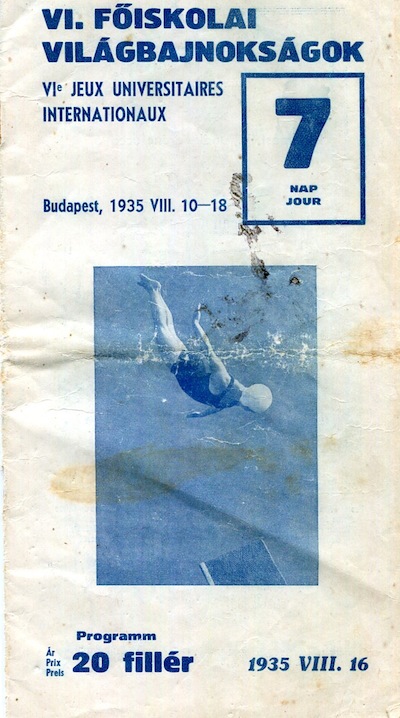 VI. FŐISKOLAI
VILÁGBAJNOKSÁGOK
VIᵉ JEUX UNIVERSITAIRES
INTERNATIONAUX
7
NAP
JOUR
Budapest, 1935 VIII. 10—18
Programm
Ár
Prix
Preis
20 fillér
1935 VIII. 16